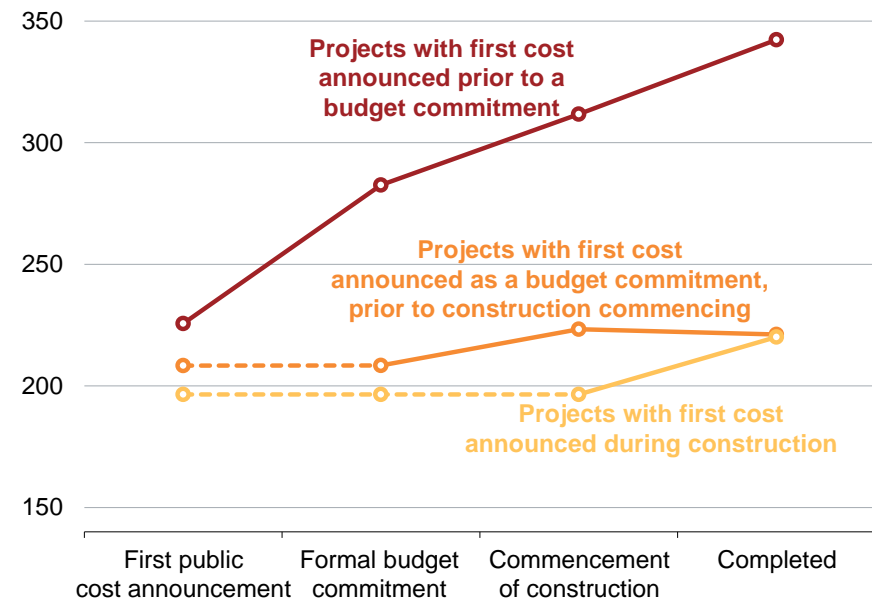 350
Projects with first cost
announced prior to a
budget commitment
300
250
Projects with first cost
announced as a budget commitment,
prior to construction commencing
200
Projects with first cost
announced during construction
150
First public
cost announcement
Formal budget
commitment
Commencement
of construction
Completed